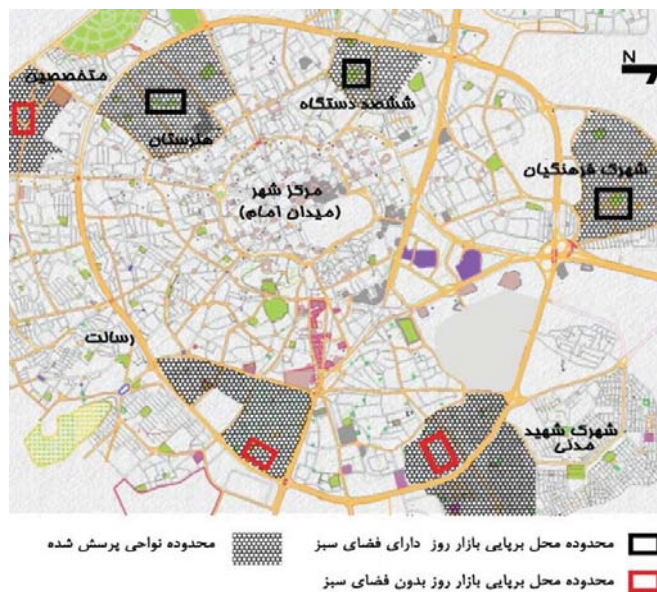 N
متخصصین
ششصد دستگاه
هنرستان
شهرک فرهنگیان
مرکز شهر
(میدان امام)
رسالت
شهرک شهید
مدنی
محدوده محل برپایی بازار روز دارای فضای سبز
محدوده نواحی پرسش شده
محدوده محل برپایی بازار روز بدون فضای سبز